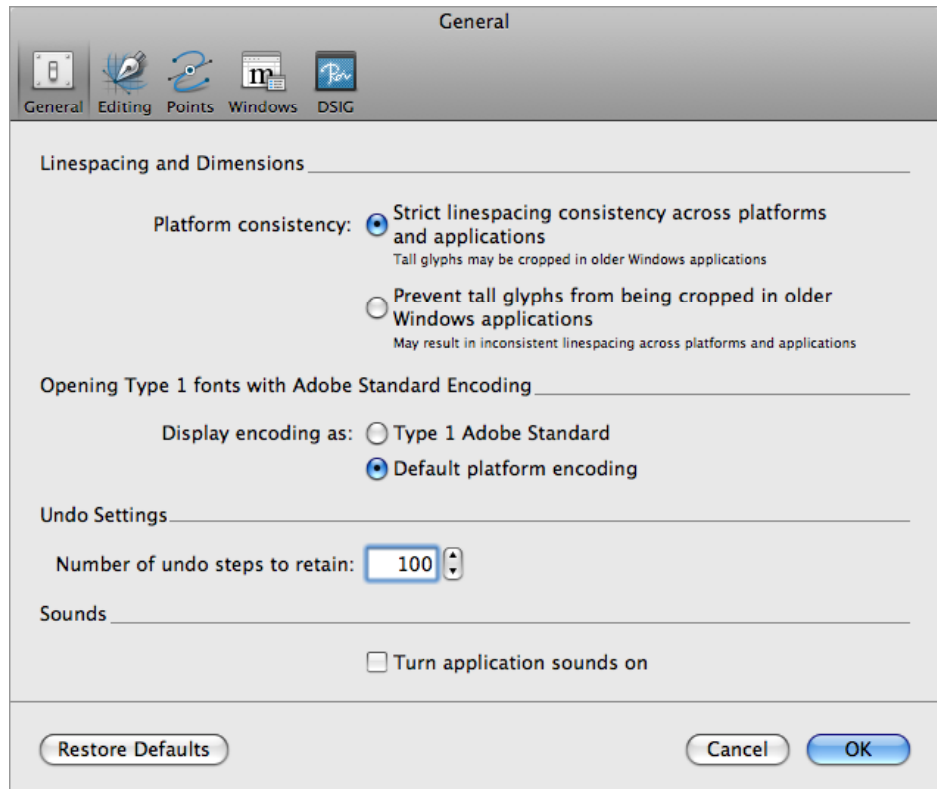 General
General Editing Points Windows DSIG
Linespacing and Dimensions
Platform consistency: Strict linespacing consistency across platforms
and applications
Tall glyphs may be cropped in older Windows applications
Prevent tall glyphs from being cropped in older
Windows applications
May result in inconsistent linespacing across platforms and applications
Opening Type 1 fonts with Adobe Standard Encoding
Display encoding as: Type 1 Adobe Standard
Default platform encoding
Undo Settings
Number of undo steps to retain: 100
Sounds
Turn application sounds on
Restore Defaults Cancel OK